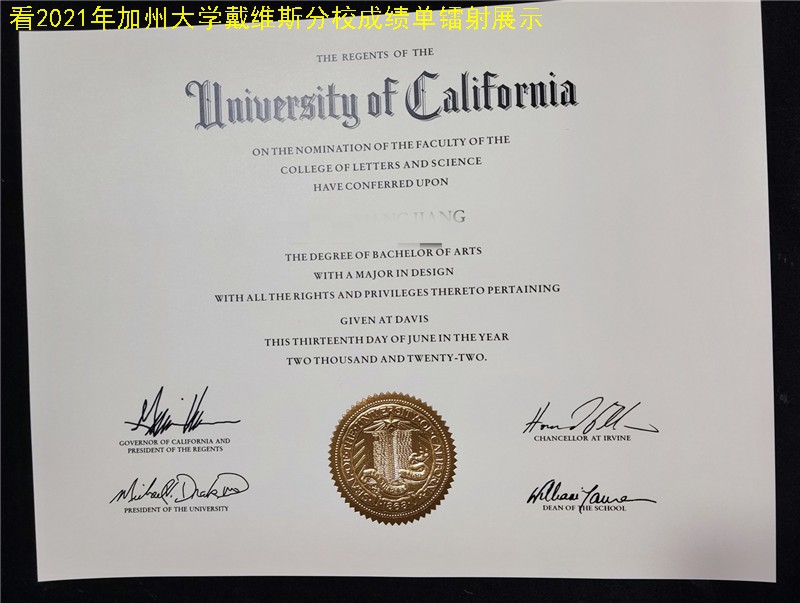 看2021年加州大学戴维斯分校成绩单镭射展示
THE REGENTS OF THE
University of California
ON THE NOMINATION OF THE FACULTY OF THE
COLLEGE OF LETTERS AND SCIENCE
HAVE CONFERRED UPON
JIANG
THE DEGREE OF BACHELOR OF ARTS
WITH A MAJOR IN DESIGN
WITH ALL THE RIGHTS AND PRIVILEGES THERETO PERTAINING
GIVEN AT DAVIS
THIS THIRTEENTH DAY OF JUNE IN THE YEAR
TWO THOUSAND AND TWENTY-TWO.
GOVERNOR OF CALIFORNIA AND
PRESIDENT OF THE REGENTS
CHANCELLOR AT IRVINE
PRESIDENT OF THE UNIVERSITY
DEAN OF THE SCHOOL